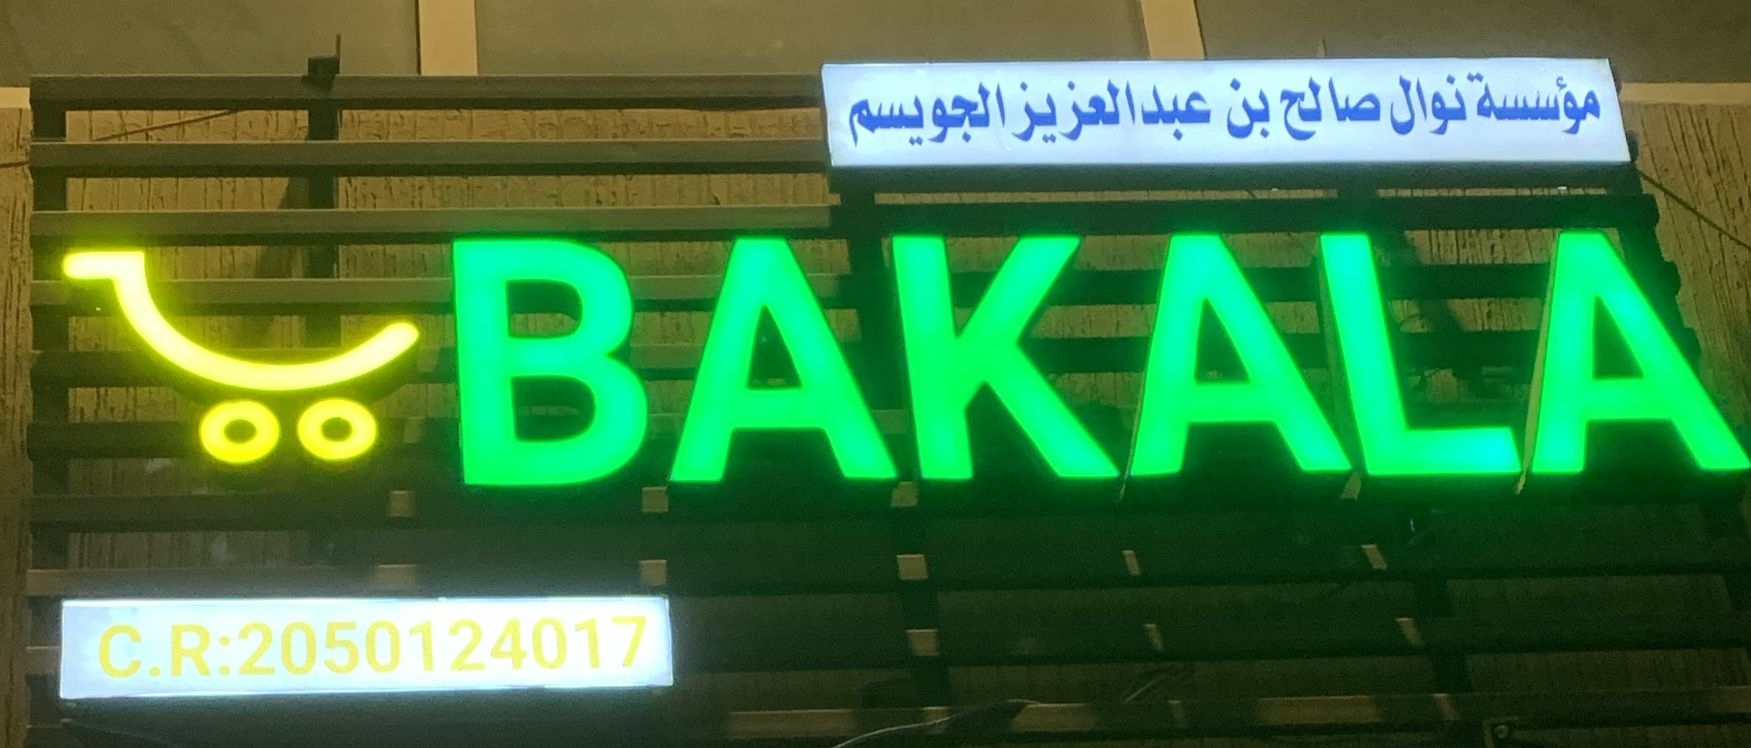 مؤسسة نوال صالح بن عبدالعزيز الجويسم
BAKALA
C.R:2050124017